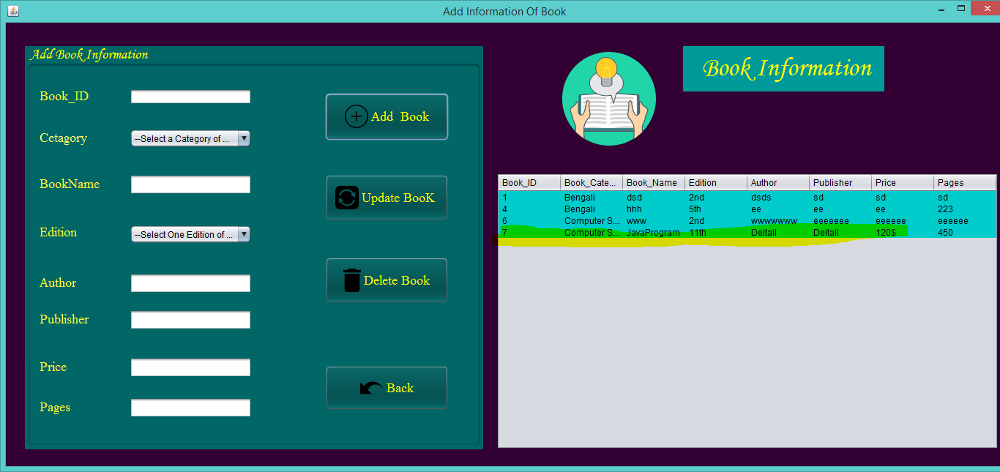 Add Information Of Book
Add Book Information
Book_ID
Add Book
Cetagory
--Select a Category of ...
BookName
Update BooK
Edition
--Select One Edition of ...
Author
Delete Book
Publisher
Price
Back
Pages
Book Information
Book_ID Book_Cate... Book_Name Edition Author Publisher Price Pages
1 Bengali dsd 2nd dsds sd sd sd
4 Bengali hhh 5th ee ee ee 223
6 Computer S... www 2nd wwwwwww eeeeeee eeeeee eeeeee
7 Computer S... JavaProgram 11th Deitail Deitail 120$ 450